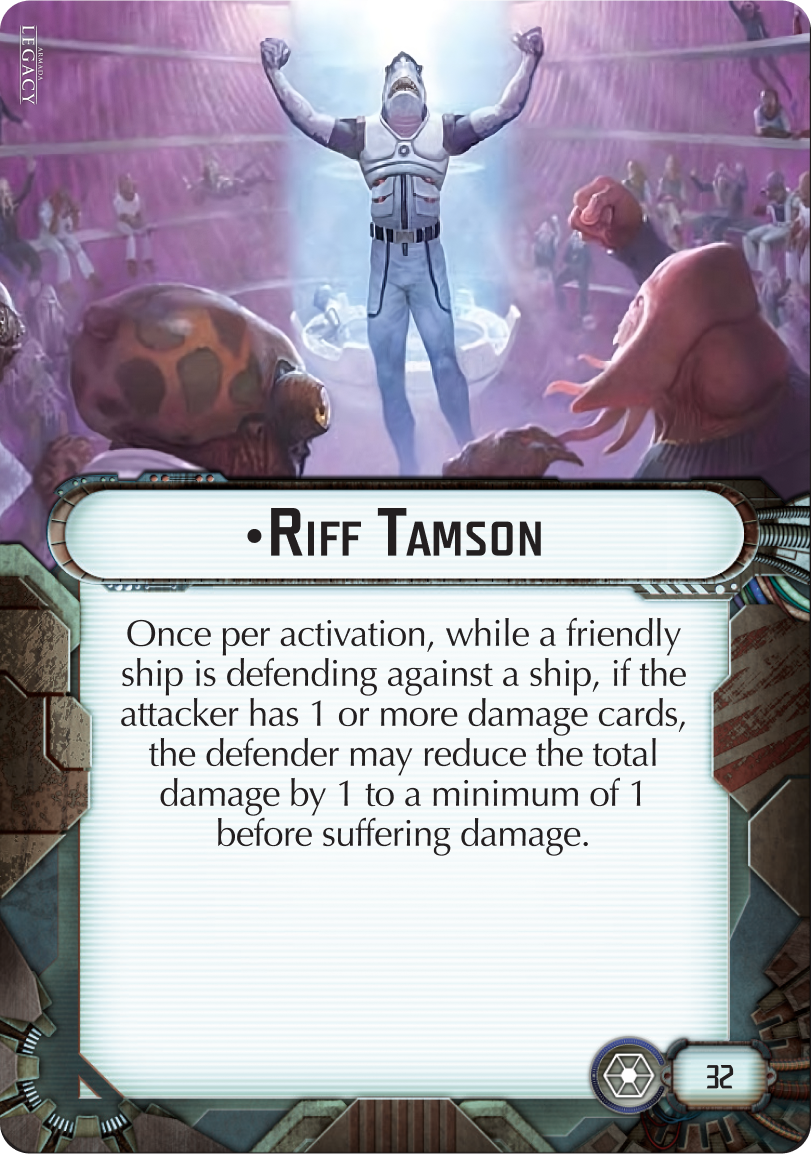 ARMADA
LEGACY
•Riff Tamson
Once per activation, while a friendly
ship is defending against a ship, if the
attacker has 1 or more damage cards,
the defender may reduce the total
damage by 1 to a minimum of 1
before suffering damage.
32